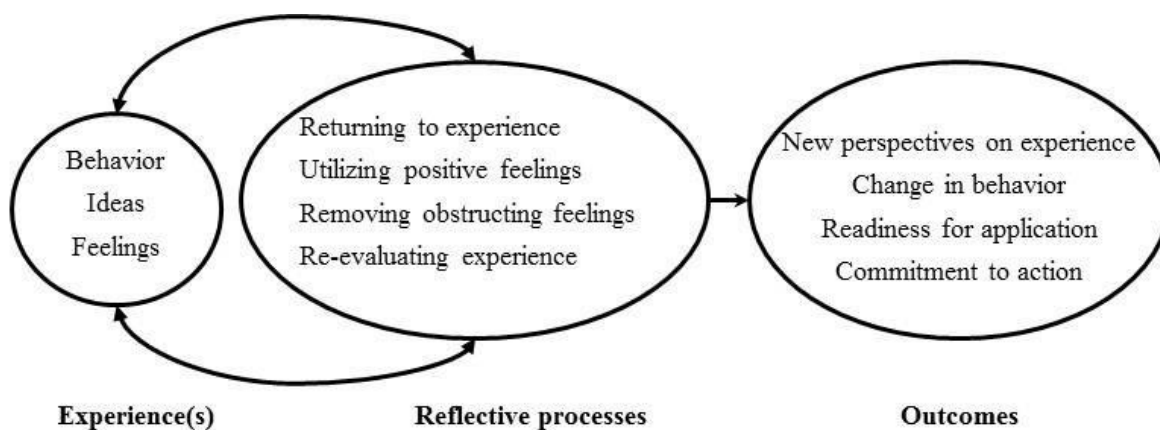 Behavior
Ideas
Feelings
Returning to experience
Utilizing positive feelings
Removing obstructing feelings
Re-evaluating experience
New perspectives on experience
Change in behavior
Readiness for application
Commitment to action
Experience(s)
Reflective processes
Outcomes